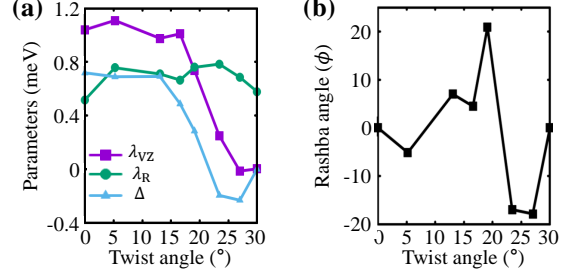 (a)
1.2
0.8
0.4
0
-0.4
Parameters (meV)
λVZ
λR
Δ
0 5 10 15 20 25 30
Twist angle (°)
(b)
20
10
0
-10
-20
Rashba angle (ϕ)
0 5 10 15 20 25 30
Twist angle (°)